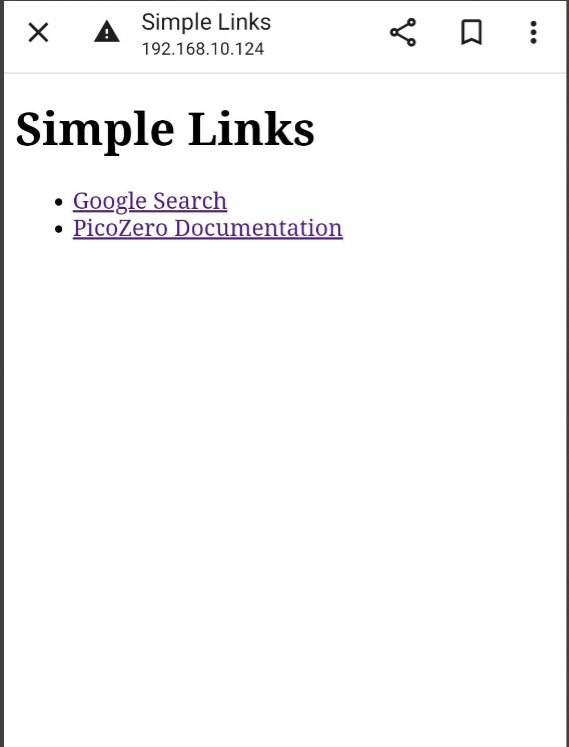 Simple Links
192.168.10.124
Simple Links
Google Search
PicoZero Documentation